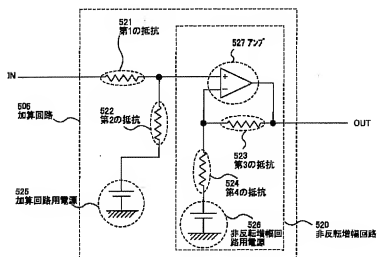 521
第1の抵抗
527 アンプ
IN
522
第2の抵抗
505
加算回路
OUT
523
第3の抵抗
524
第4の抵抗
525
加算回路用電源
526
非反転増幅回
路用電源
520
非反転増幅回路